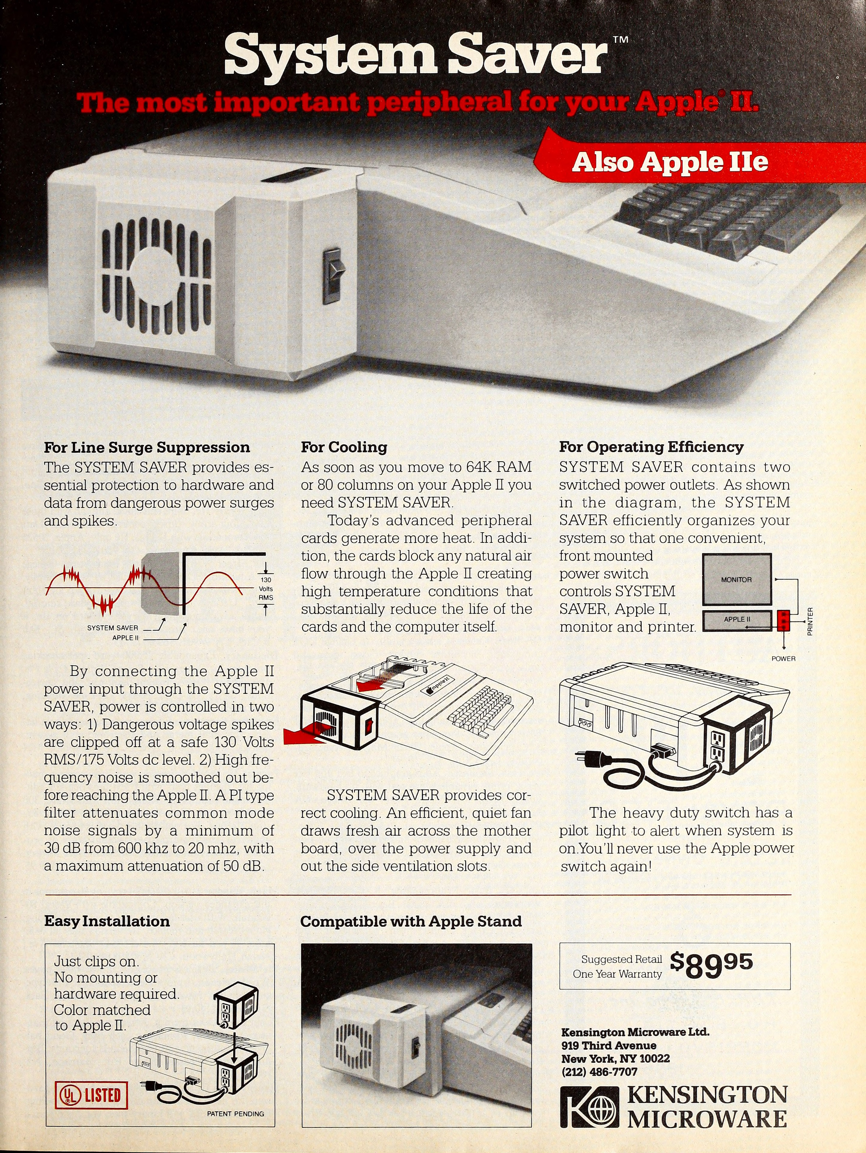 System Saver™
The most important peripheral for your Apple® II.
Also Apple IIe
For Line Surge Suppression
The SYSTEM SAVER provides es-
sential protection to hardware and
data from dangerous power surges
and spikes.
130
Volts
RMS
SYSTEM SAVER
APPLE II
By connecting the Apple II
power input through the SYSTEM
SAVER, power is controlled in two
ways: 1) Dangerous voltage spikes
are clipped off at a safe 130 Volts
RMS/175 Volts dc level. 2) High fre-
quency noise is smoothed out be-
fore reaching the Apple II. A PI type
filter attenuates common mode
noise signals by a minimum of
30 dB from 600 khz to 20 mhz, with
a maximum attenuation of 50 dB.
For Cooling
As soon as you move to 64K RAM
or 80 columns on your Apple II you
need SYSTEM SAVER.
Today's advanced peripheral
cards generate more heat. In addi-
tion, the cards block any natural air
flow through the Apple II creating
high temperature conditions that
substantially reduce the life of the
cards and the computer itself.
SYSTEM SAVER provides cor-
rect cooling. An efficient, quiet fan
draws fresh air across the mother
board, over the power supply and
out the side ventilation slots.
For Operating Efficiency
SYSTEM SAVER contains two
switched power outlets. As shown
in the diagram, the SYSTEM
SAVER efficiently organizes your
system so that one convenient,
front mounted
power switch
controls SYSTEM
SAVER, Apple II,
monitor and printer.
MONITOR
APPLE II
PRINTER
POWER
The heavy duty switch has a
pilot light to alert when system is
on.You'll never use the Apple power
switch again!
Easy Installation
Just clips on.
No mounting or
hardware required.
Color matched
to Apple II.
UL LISTED
PATENT PENDING
Compatible with Apple Stand
Suggested Retail $8995
One Year Warranty
Kensington Microware Ltd.
919 Third Avenue
New York, NY 10022
(212) 486-7707
KENSINGTON
MICROWARE